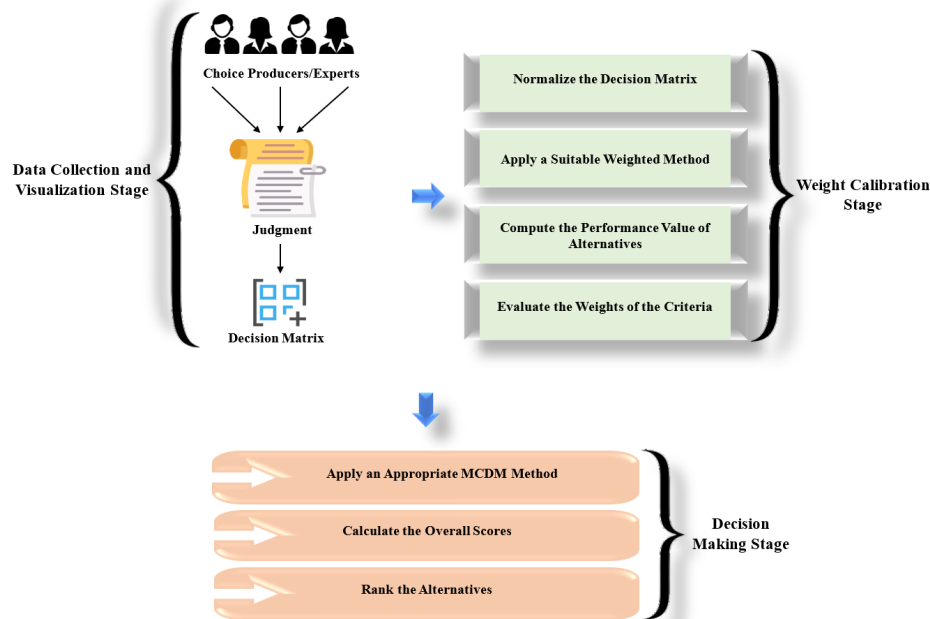 Choice Producers/Experts
Data Collection and
Visualization Stage
Judgment
Decision Matrix
Normalize the Decision Matrix
Apply a Suitable Weighted Method
Compute the Performance Value of
Alternatives
Evaluate the Weights of the Criteria
Weight Calibration
Stage
Apply an Appropriate MCDM Method
Calculate the Overall Scores
Rank the Alternatives
Decision
Making Stage